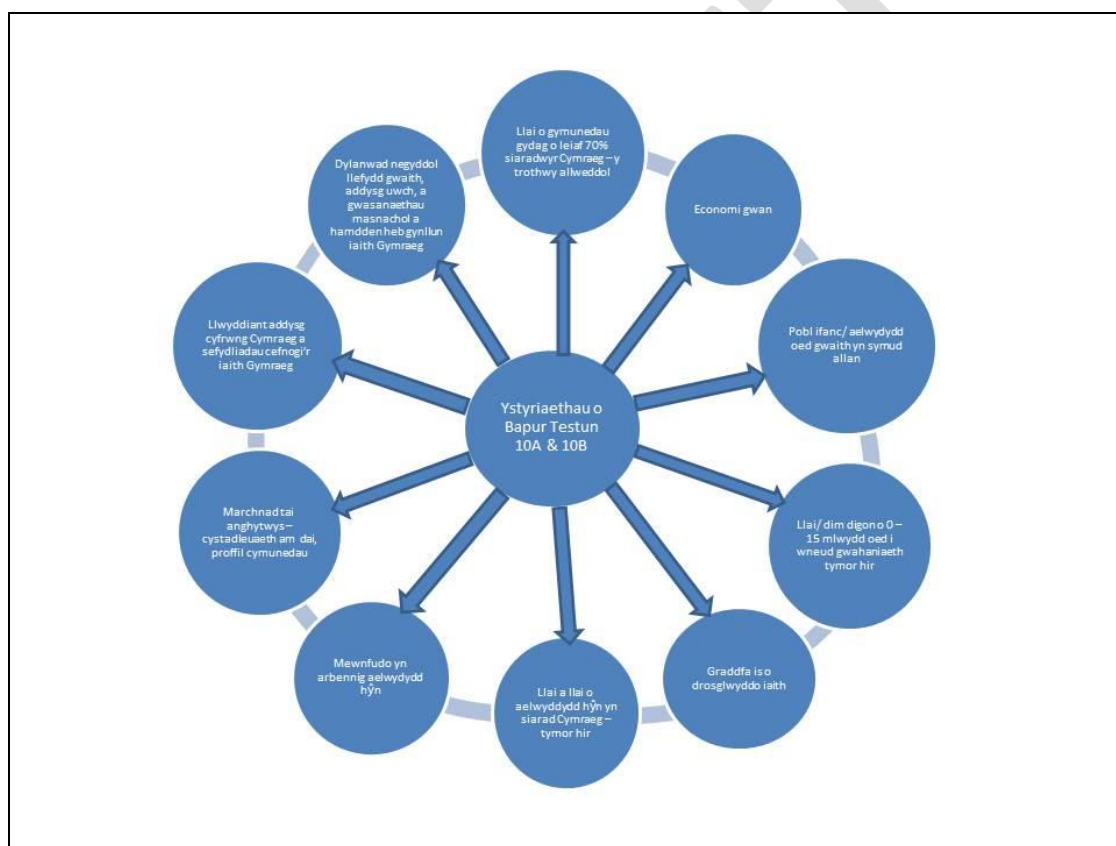 Llai o gymunedau
gydag o leiaf 70%
siaradwyr Cymraeg – y
trothwy allweddol
Economi gwan
Pobl ifanc/ aelwydydd
oed gwaith yn symud
allan
Llai/ dim digon o 0 –
15 mlwydd oed i
wneud gwahaniaeth
tymor hir
Graddfa is o
drosglwyddo iaith
Llai a llai o
aelwyddydd hŷn yn
siarad Cymraeg –
tymor hir
Mewnfudo yn
arbennig aelwydydd
hŷn
Marchnad tai
anghytwys –
cystadleuaeth am dai,
proffil cymunedau
Llwyddiant addysg
cyfrwng Cymraeg a
sefydliadau cefnogi'r
iaith Gymraeg
Dylanwad negyddol
llefydd gwaith,
addysg uwch, a
gwasanaethau
masnachol a
hamdden heb gynllun
iaith Gymraeg
Ystyriaethau o
Bapur Testun
10A & 10B